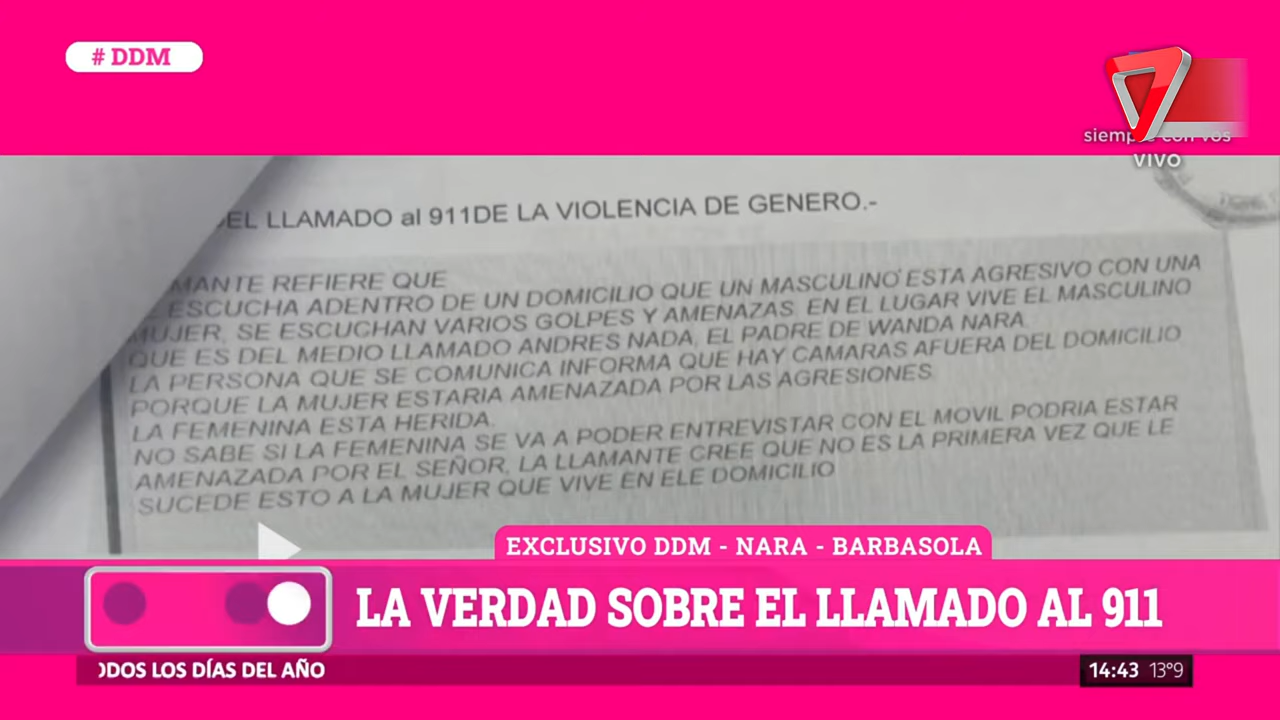 # DDM
siempre con vos
VIVO
DEL LLAMADO al 911DE LA VIOLENCIA DE GENERO.-
MANTE REFIERE QUE
ESCUCHA ADENTRO DE UN DOMICILIO QUE UN MASCULINO ESTA AGRESIVO CON UNA
MUJER, SE ESCUCHAN VARIOS GOLPES Y AMENAZAS. EN EL LUGAR VIVE EL MASCULINO
QUE ES DEL MEDIO LLAMADO ANDRES NADA, EL PADRE DE WANDA NARA.
LA PERSONA QUE SE COMUNICA INFORMA QUE HAY CAMARAS AFUERA DEL DOMICILIO
PORQUE LA MUJER ESTARIA AMENAZADA POR LAS AGRESIONES.
LA FEMENINA ESTA HERIDA.
NO SABE SI LA FEMENINA SE VA A PODER ENTREVISTAR CON EL MOVIL PODRIA ESTAR
AMENAZADA POR EL SEÑOR, LA LLAMANTE CREE QUE NO ES LA PRIMERA VEZ QUE LE
SUCEDE ESTO A LA MUJER QUE VIVE EN ELE DOMICILIO
EXCLUSIVO DDM - NARA - BARBASOLA
LA VERDAD SOBRE EL LLAMADO AL 911
ODOS LOS DÍAS DEL AÑO
14:43 13°9